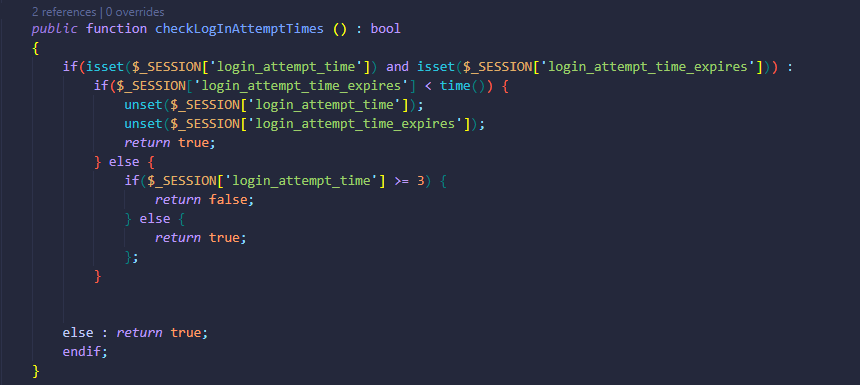 2 references | 0 overrides
public function checkLogInAttemptTimes () : bool
{
    if(isset($_SESSION['login_attempt_time']) and isset($_SESSION['login_attempt_time_expires'])) :
        if($_SESSION['login_attempt_time_expires'] < time()) {
            unset($_SESSION['login_attempt_time']);
            unset($_SESSION['login_attempt_time_expires']);
            return true;
        } else {
            if($_SESSION['login_attempt_time'] >= 3) {
                return false;
            } else {
                return true;
            };
        }
    else : return true;
    endif;
}